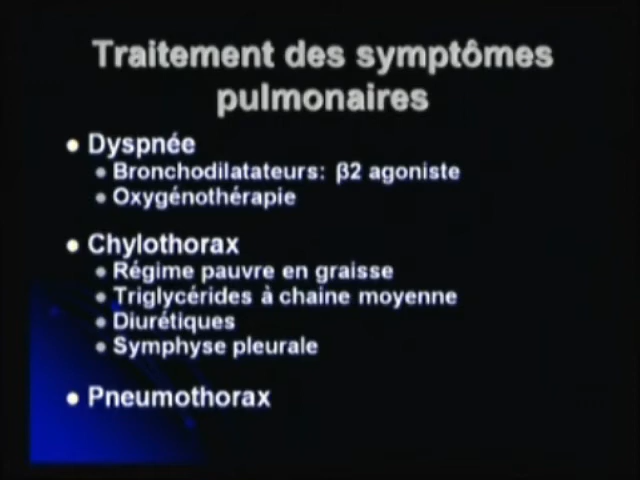 Traitement des symptômes
pulmonaires
Dyspnée
Bronchodilatateurs: β2 agoniste
Oxygénothérapie
Chylothorax
Régime pauvre en graisse
Triglycérides à chaine moyenne
Diurétiques
Symphyse pleurale
Pneumothorax